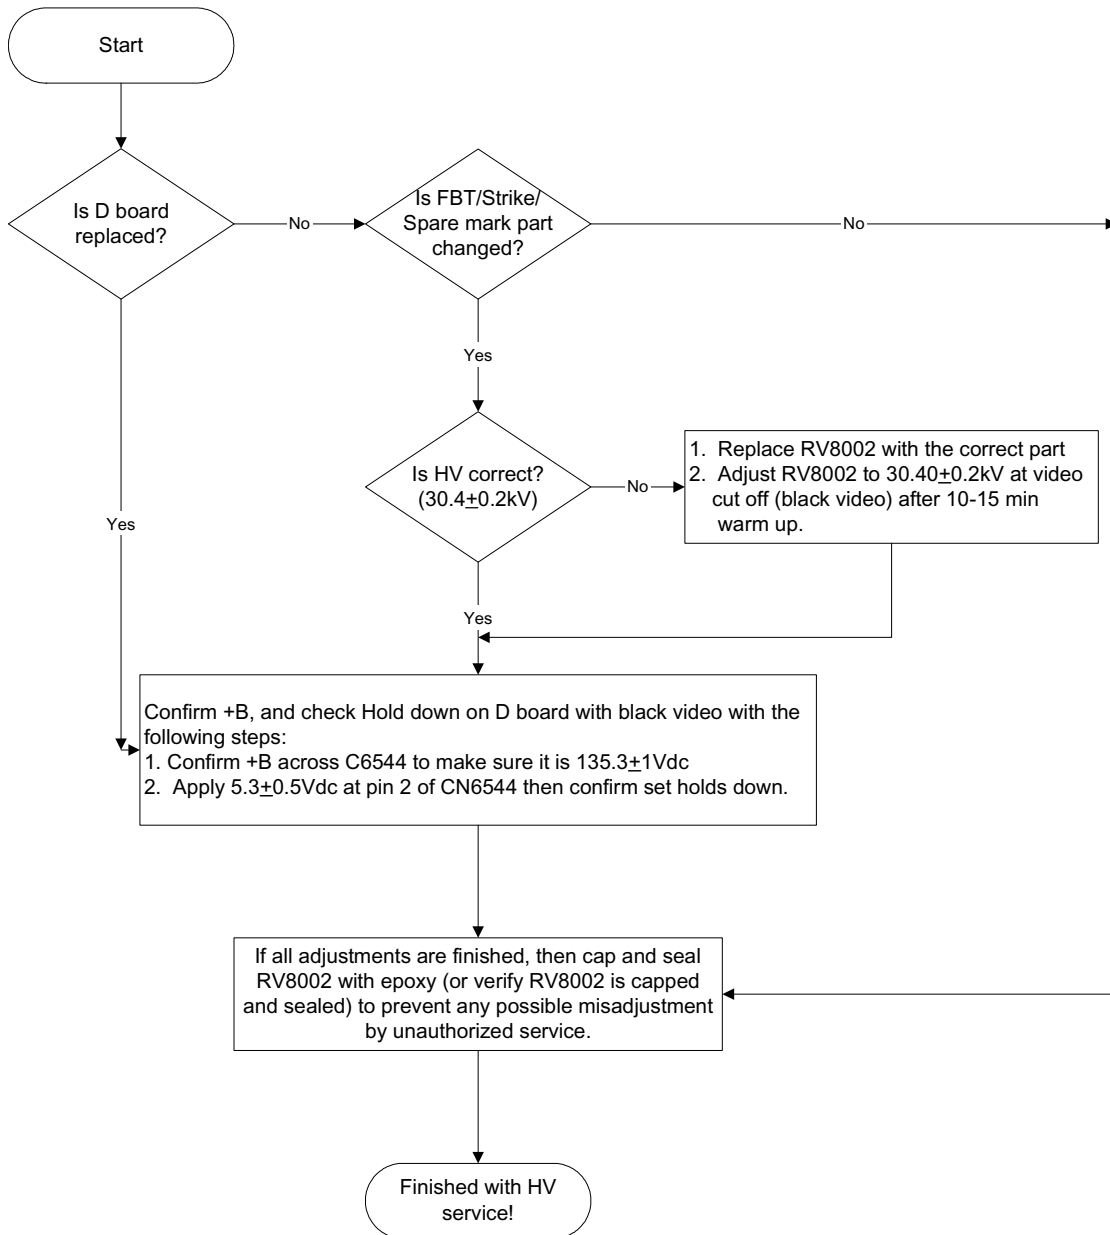 Start
Is D board
replaced?
No
Is FBT/Strike/
Spare mark part
changed?
No
Yes
Is HV correct?
(30.4±0.2kV)
No
1. Replace RV8002 with the correct part
2. Adjust RV8002 to 30.40±0.2kV at video
cut off (black video) after 10-15 min
warm up.
Yes
Yes
Confirm +B, and check Hold down on D board with black video with the
following steps:
1. Confirm +B across C6544 to make sure it is 135.3±1Vdc
2. Apply 5.3±0.5Vdc at pin 2 of CN6544 then confirm set holds down.
If all adjustments are finished, then cap and seal
RV8002 with epoxy (or verify RV8002 is capped
and sealed) to prevent any possible misadjustment
by unauthorized service.
Finished with HV
service!